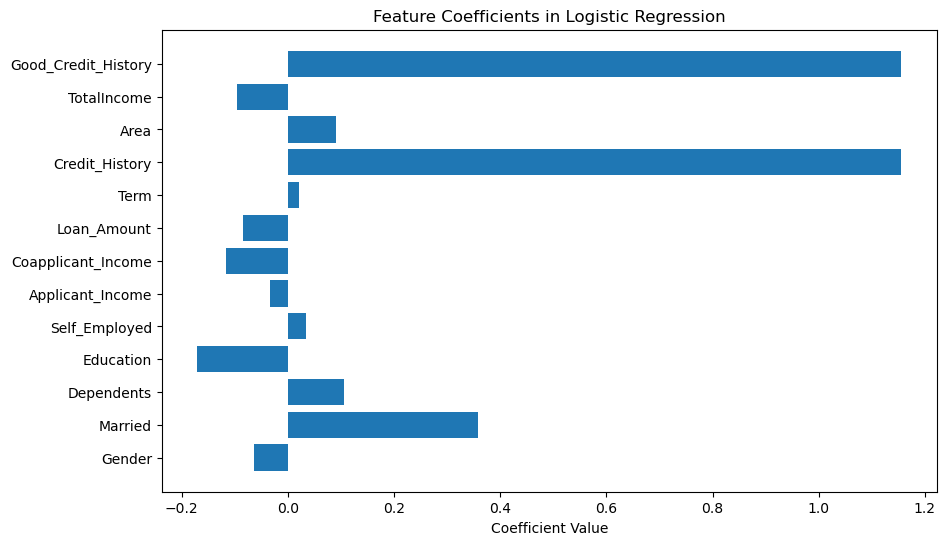 Feature Coefficients in Logistic Regression
Good_Credit_History
TotalIncome
Area
Credit_History
Term
Loan_Amount
Coapplicant_Income
Applicant_Income
Self_Employed
Education
Dependents
Married
Gender
−0.2 0.0 0.2 0.4 0.6 0.8 1.0 1.2
Coefficient Value